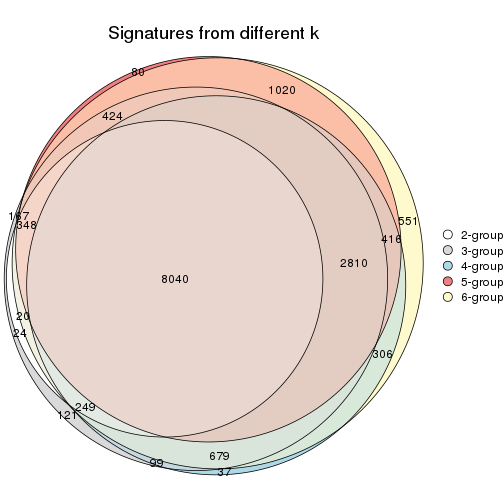 Signatures from different k
80
1020
424
167
348
551
416
2810
8040
20
24
306
249
121
679
99
37
2-group
3-group
4-group
5-group
6-group